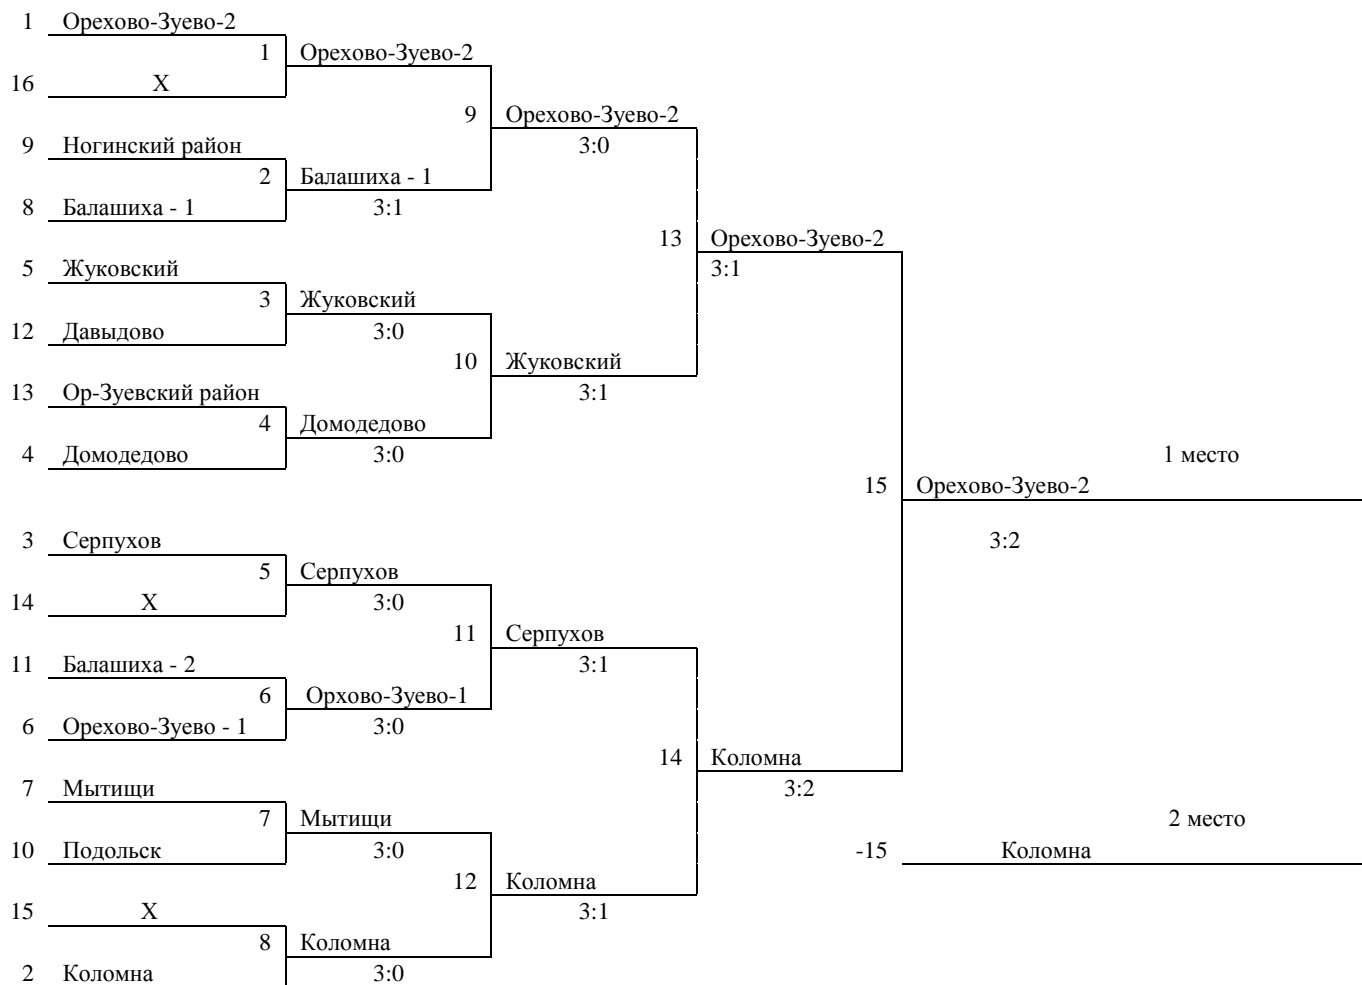 1 Орехово-Зуево-2
1 Орехово-Зуево-2
16 X
9 Орехово-Зуево-2
9 Ногинский район 3:0
2 Балашиха - 1
8 Балашиха - 1 3:1
13 Орехово-Зуево-2
5 Жуковский 3:1
3 Жуковский
12 Давыдово 3:0
10 Жуковский
13 Ор-Зуевский район 3:1
4 Домодедово
4 Домодедово 3:0 1 место
15 Орехово-Зуево-2
3 Серпухов 3:2
5 Серпухов
14 X 3:0
11 Серпухов
11 Балашиха - 2 3:1
6 Орхово-Зуево-1
6 Орехово-Зуево - 1 3:0
14 Коломна
7 Мытищи 3:2
7 Мытищи 2 место
10 Подольск 3:0 -15 Коломна
12 Коломна
15 X 3:1
8 Коломна
2 Коломна 3:0